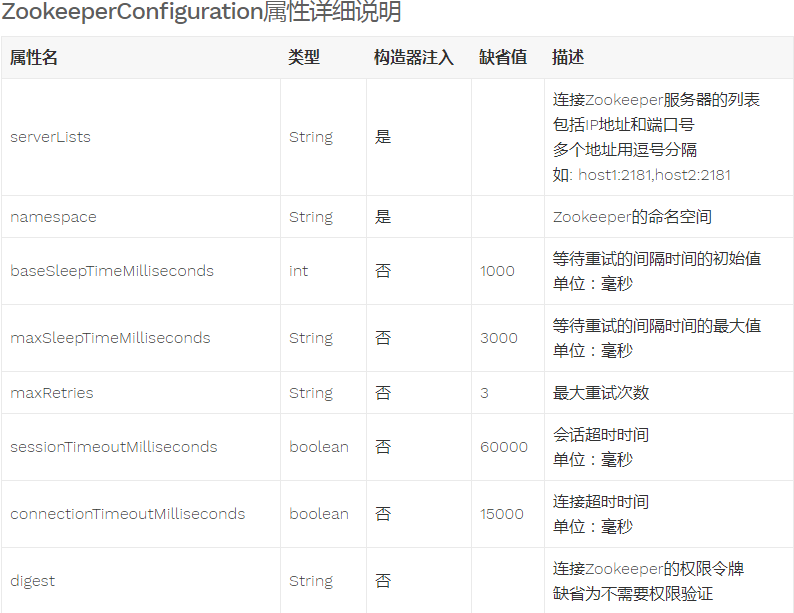 ZookeeperConfiguration属性详细说明
属性名 类型 构造器注入 缺省值 描述
serverLists String 是 连接Zookeeper服务器的列表
包括IP地址和端口号
多个地址用逗号分隔
如: host1:2181,host2:2181
namespace String 是 Zookeeper的命名空间
baseSleepTimeMilliseconds int 否 1000 等待重试的间隔时间的初始值
单位：毫秒
maxSleepTimeMilliseconds String 否 3000 等待重试的间隔时间的最大值
单位：毫秒
maxRetries String 否 3 最大重试次数
sessionTimeoutMilliseconds boolean 否 60000 会话超时时间
单位：毫秒
connectionTimeoutMilliseconds boolean 否 15000 连接超时时间
单位：毫秒
digest String 否 连接Zookeeper的权限令牌
缺省为不需要权限验证